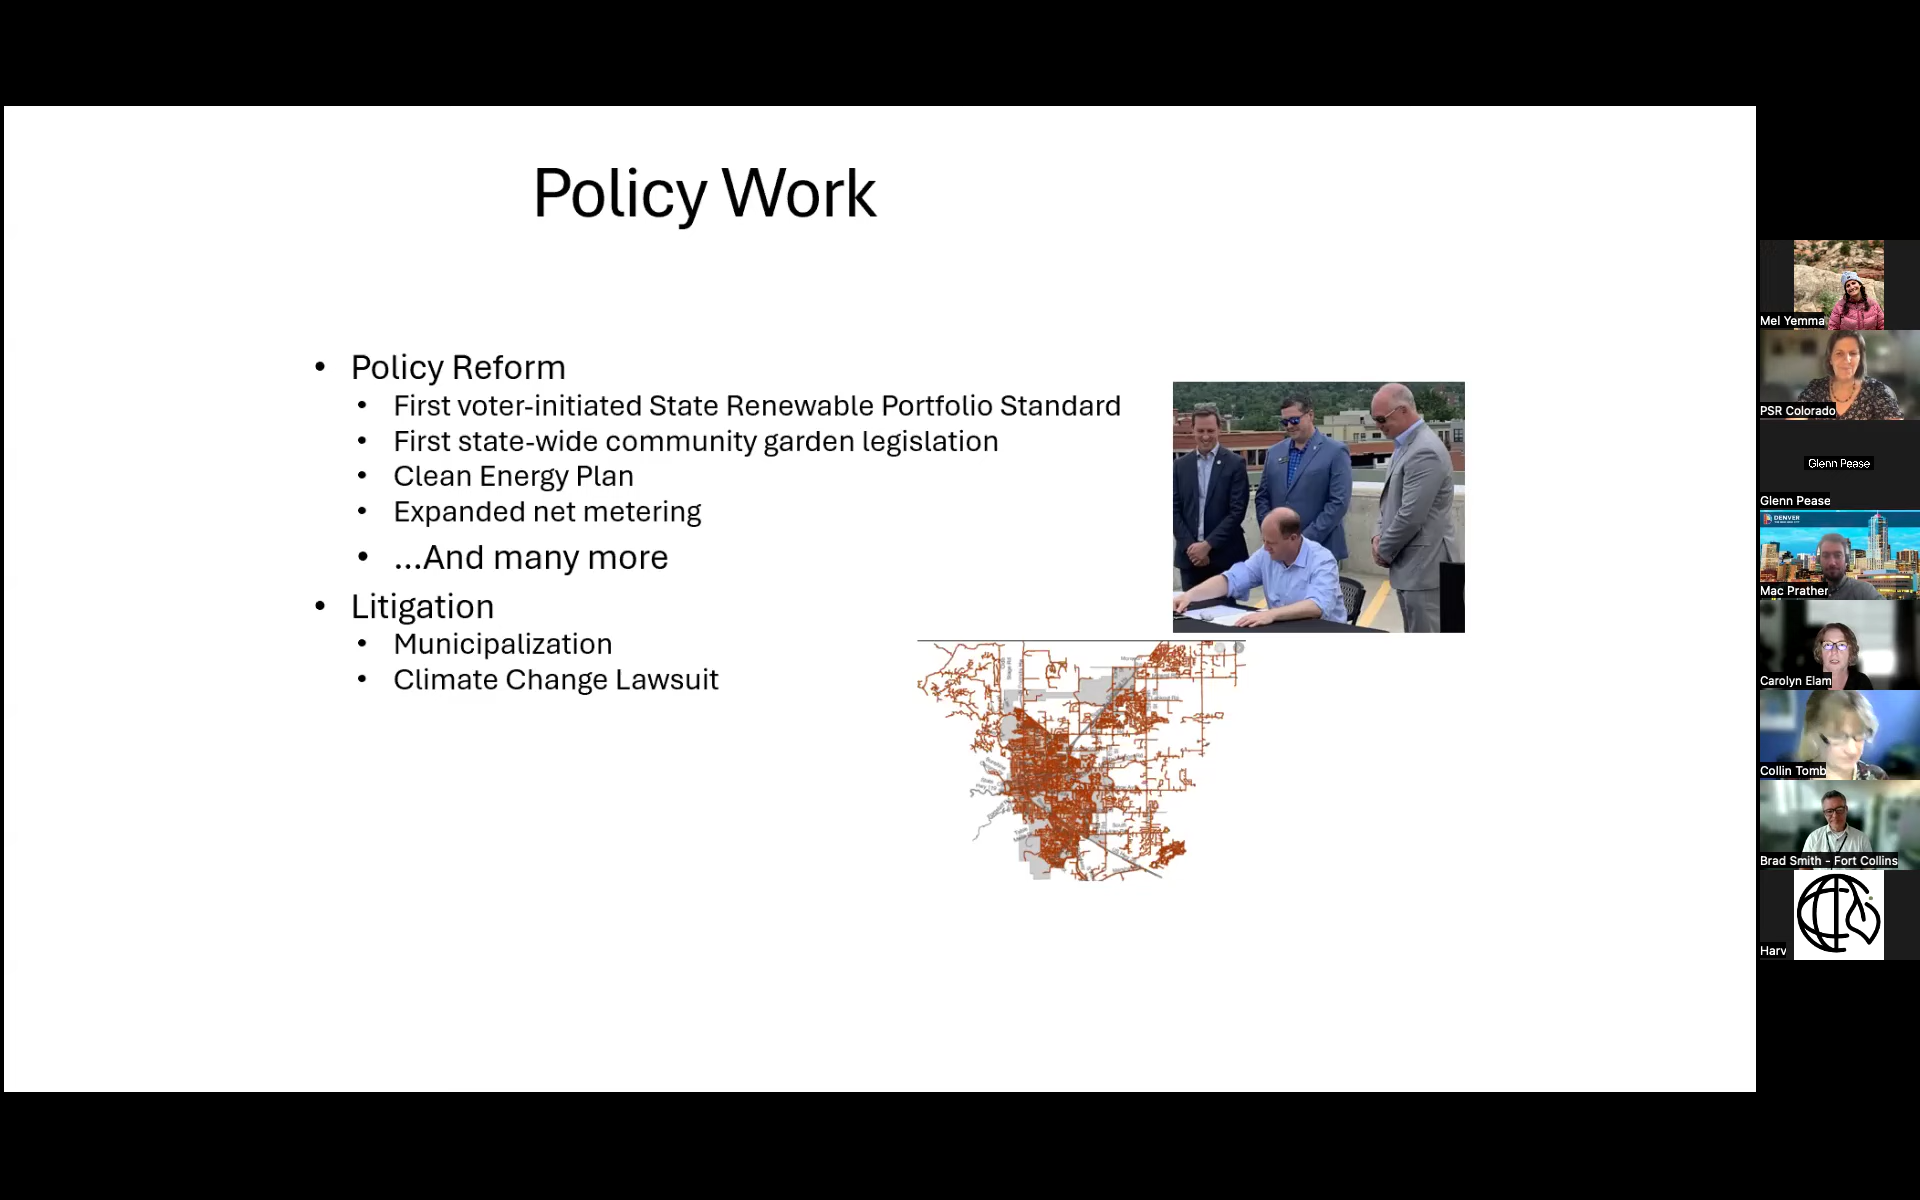 Policy Work
• Policy Reform
• First voter-initiated State Renewable Portfolio Standard
• First state-wide community garden legislation
• Clean Energy Plan
• Expanded net metering
• …And many more
• Litigation
• Municipalization
• Climate Change Lawsuit
Mel Yemma
PSR Colorado
Glenn Pease
Glenn Pease
DENVER
Mac Prather
Carolyn Elam
Collin Tomb
Brad Smith - Fort Collins
Harv